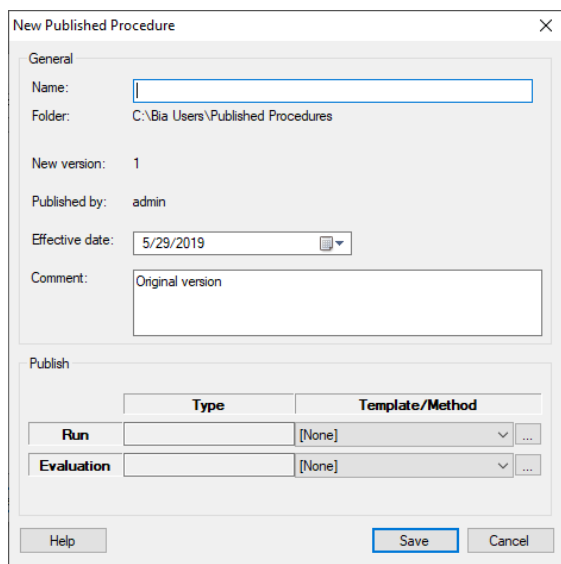 New Published Procedure
General
Name:
Folder: C:\Bia Users\Published Procedures
New version: 1
Published by: admin
Effective date: 5/29/2019
Comment: Original version
Publish
Type Template/Method
Run [None] ...
Evaluation [None] ...
Help Save Cancel